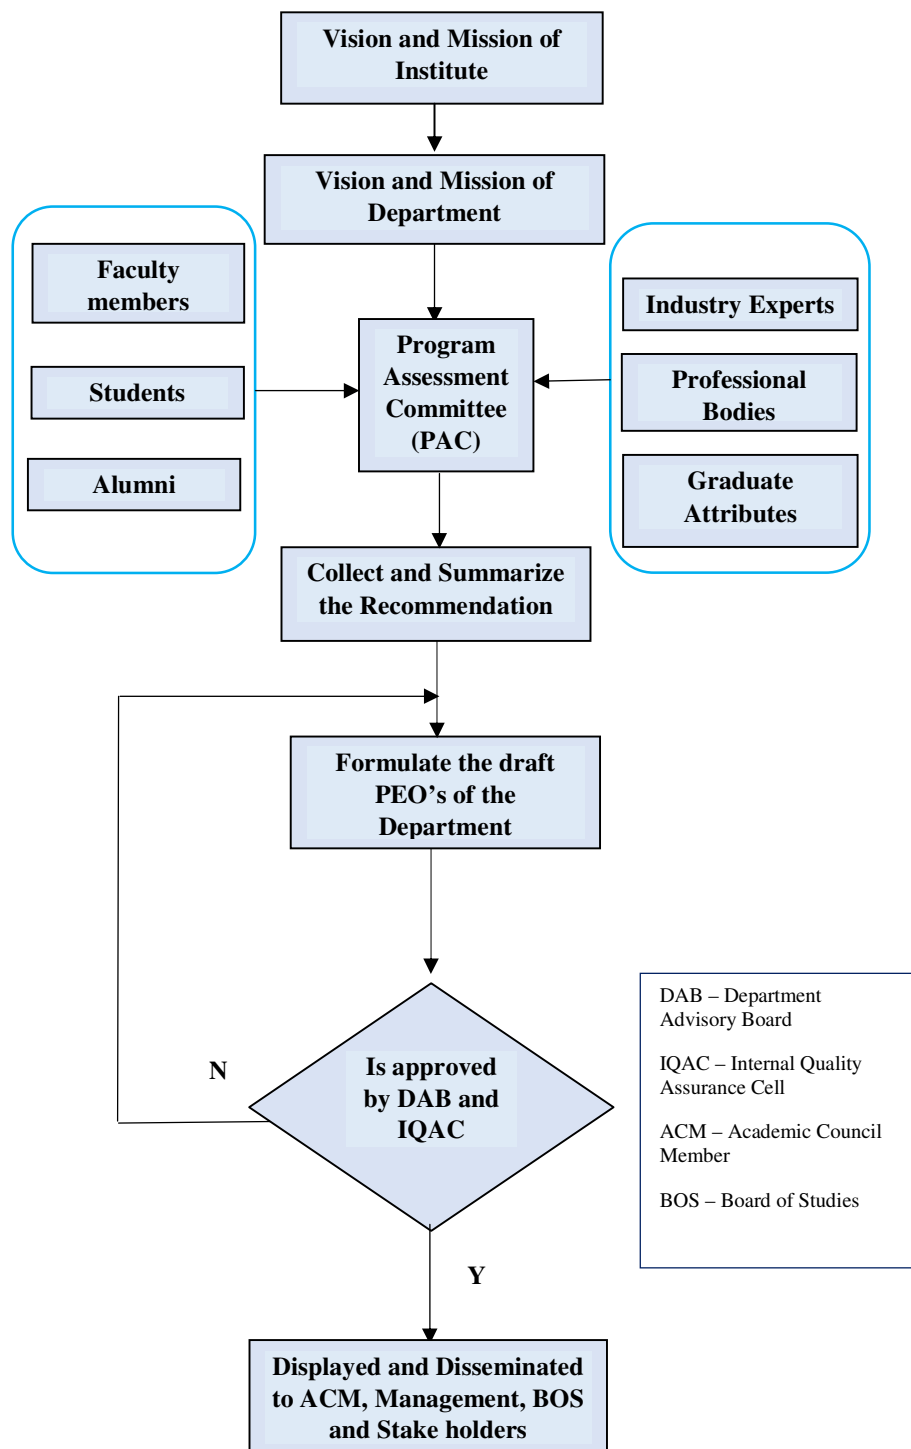 Vision and Mission of
Institute
Vision and Mission of
Department
Faculty
members
Students
Alumni
Program
Assessment
Committee
(PAC)
Industry Experts
Professional
Bodies
Graduate
Attributes
Collect and Summarize
the Recommendation
Formulate the draft
PEO’s of the
Department
N
Is approved
by DAB and
IQAC
DAB – Department
Advisory Board
IQAC – Internal Quality
Assurance Cell
ACM – Academic Council
Member
BOS – Board of Studies
Y
Displayed and Disseminated
to ACM, Management, BOS
and Stake holders